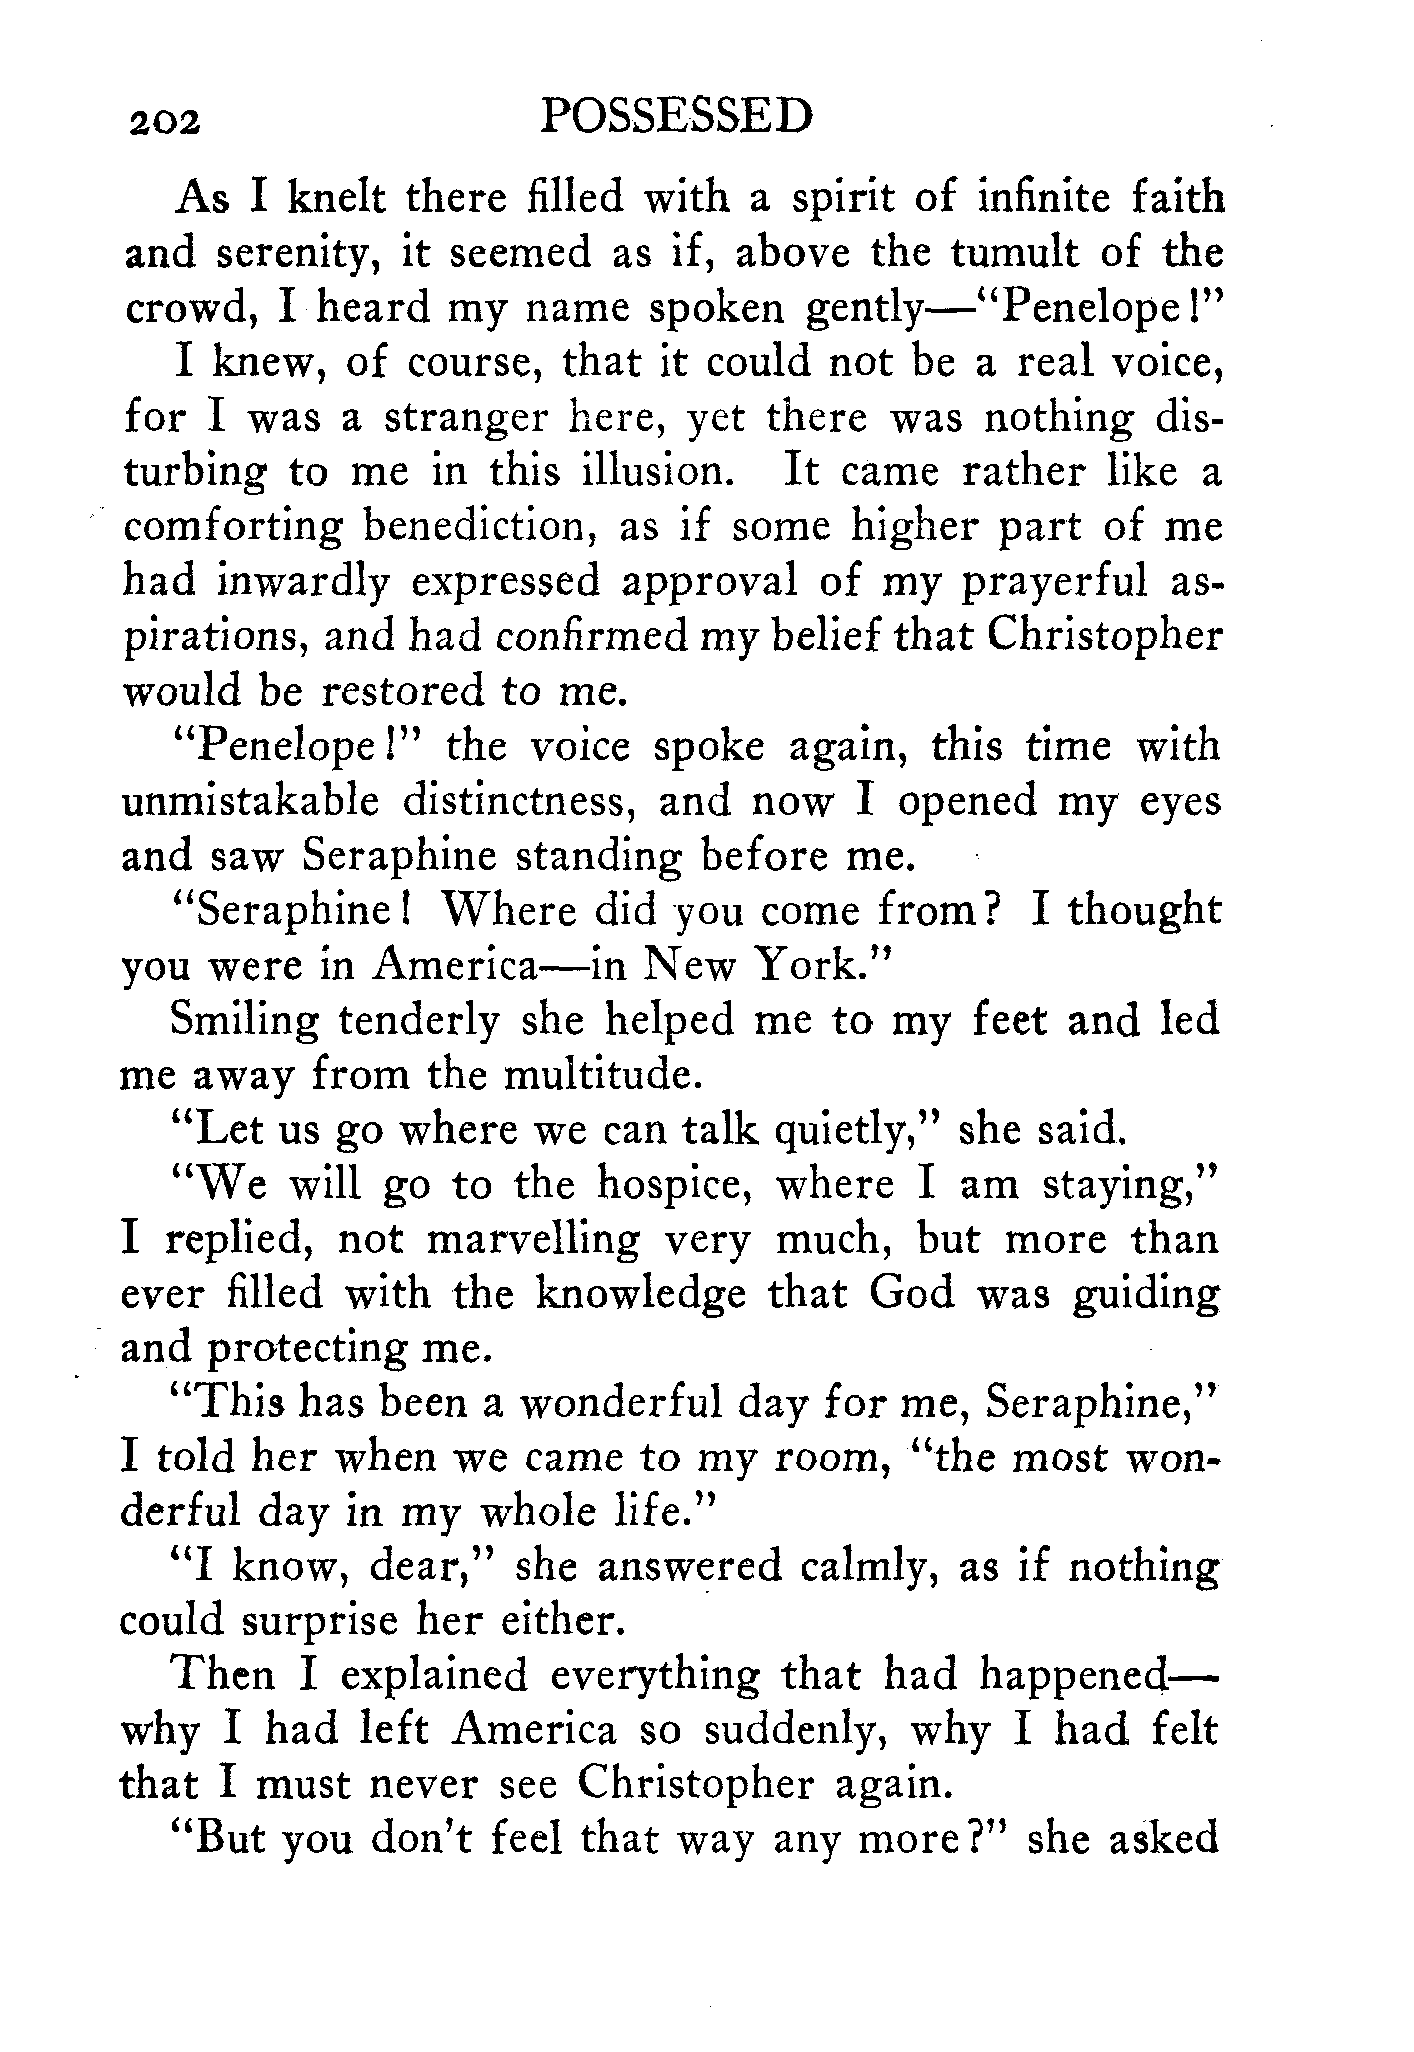 202 POSSESSED
As I knelt there filled with a spirit of infinite faith
and serenity, it seemed as if, above the tumult of the
crowd, I heard my name spoken gently—"Penelope!"
I knew, of course, that it could not be a real voice,
for I was a stranger here, yet there was nothing dis-
turbing to me in this illusion. It came rather like a
comforting benediction, as if some higher part of me
had inwardly expressed approval of my prayerful as-
pirations, and had confirmed my belief that Christopher
would be restored to me.
"Penelope!" the voice spoke again, this time with
unmistakable distinctness, and now I opened my eyes
and saw Seraphine standing before me.
"Seraphine! Where did you come from? I thought
you were in America—in New York."
Smiling tenderly she helped me to my feet and led
me away from the multitude.
"Let us go where we can talk quietly," she said.
"We will go to the hospice, where I am staying,"
I replied, not marvelling very much, but more than
ever filled with the knowledge that God was guiding
and protecting me.
"This has been a wonderful day for me, Seraphine,"
I told her when we came to my room, "the most won-
derful day in my whole life."
"I know, dear," she answered calmly, as if nothing
could surprise her either.
Then I explained everything that had happened—
why I had left America so suddenly, why I had felt
that I must never see Christopher again.
"But you don't feel that way any more?" she asked